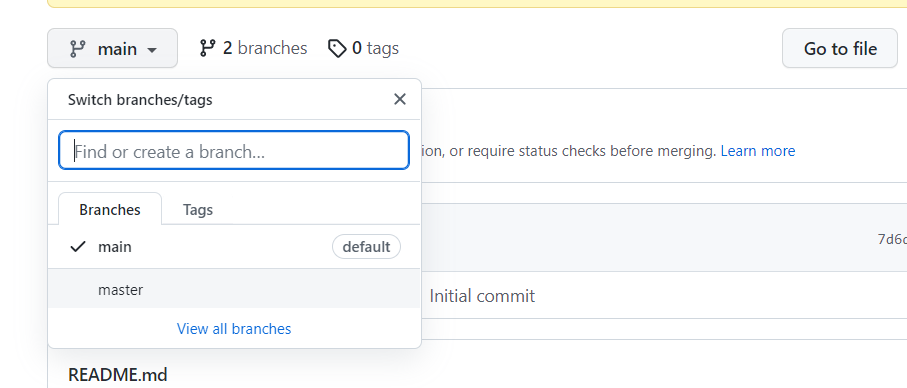 main 2 branches 0 tags Go to file
Switch branches/tags
Find or create a branch...
ion, or require status checks before merging. Learn more
Branches Tags
main default
7d6
master
Initial commit
View all branches
README.md